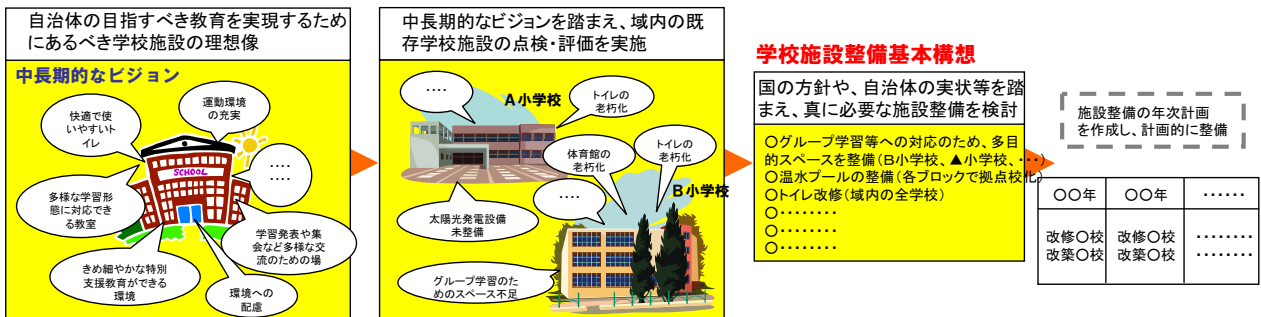 自治体の目指すべき教育を実現するため
にあるべき学校施設の理想像
中長期的なビジョン
快適で使
いやすいト
イレ
運動環境
の充実
‥‥
‥‥
SCHOOL
多様な学習形
態に対応でき
る教室
学習発表や集
会など多様な交
流のための場
きめ細やかな特別
支援教育ができる
環境
環境への
配慮
中長期的なビジョンを踏まえ、域内の既
存学校施設の点検・評価を実施
‥‥
A小学校
トイレの
老朽化
体育館の
老朽化
トイレの
老朽化
‥‥
B小学校
太陽光発電設備
未整備
グループ学習のた
めのスペース不足
学校施設整備基本構想
国の方針や、自治体の実状等を踏
まえ、真に必要な施設整備を検討
○グループ学習等への対応のため、多目
的スペースを整備(B小学校、▲小学校、‥・)
○温水プールの整備(各ブロックで拠点校化)
○トイレ改修(域内の全学校)
○‥‥‥‥
○‥‥‥‥
○‥‥‥‥
施設整備の年次計画
を作成し、計画的に整備
○○年 ○○年 ‥‥‥
改修○校 改修○校 ‥‥‥‥
改築○校 改築○校 ‥‥‥‥